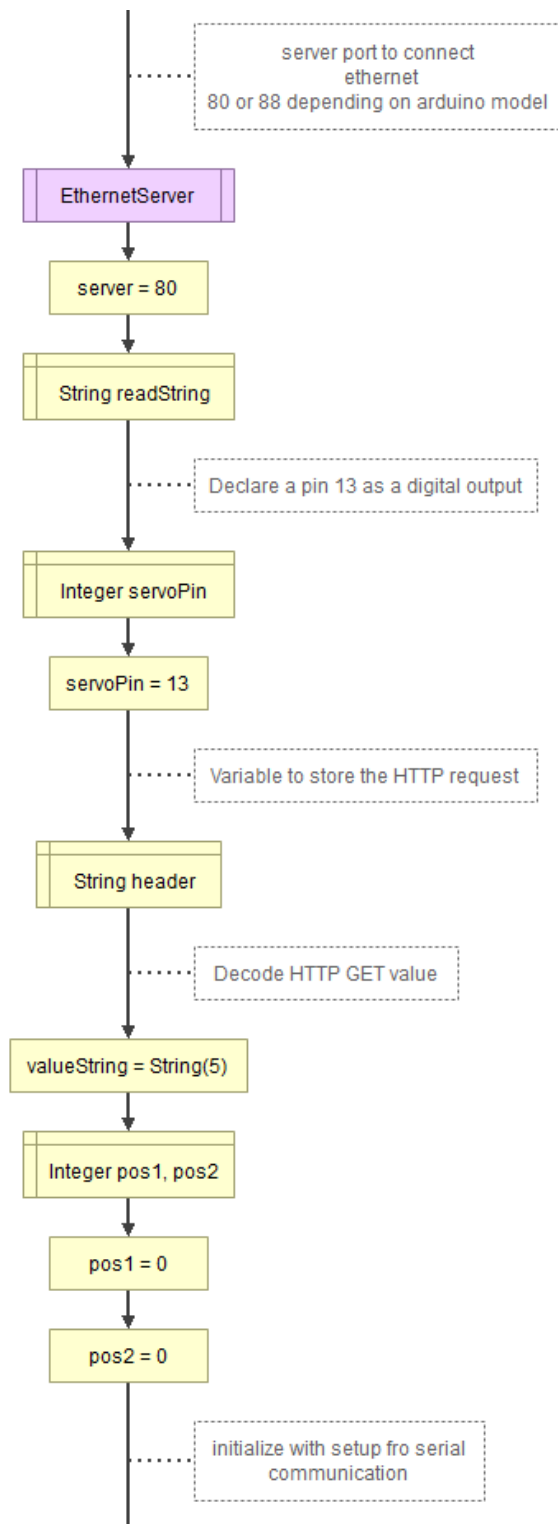 server port to connect
ethernet
80 or 88 depending on arduino model
EthernetServer
server = 80
String readString
Declare a pin 13 as a digital output
Integer servoPin
servoPin = 13
Variable to store the HTTP request
String header
Decode HTTP GET value
valueString = String(5)
Integer pos1, pos2
pos1 = 0
pos2 = 0
initialize with setup fro serial
communication